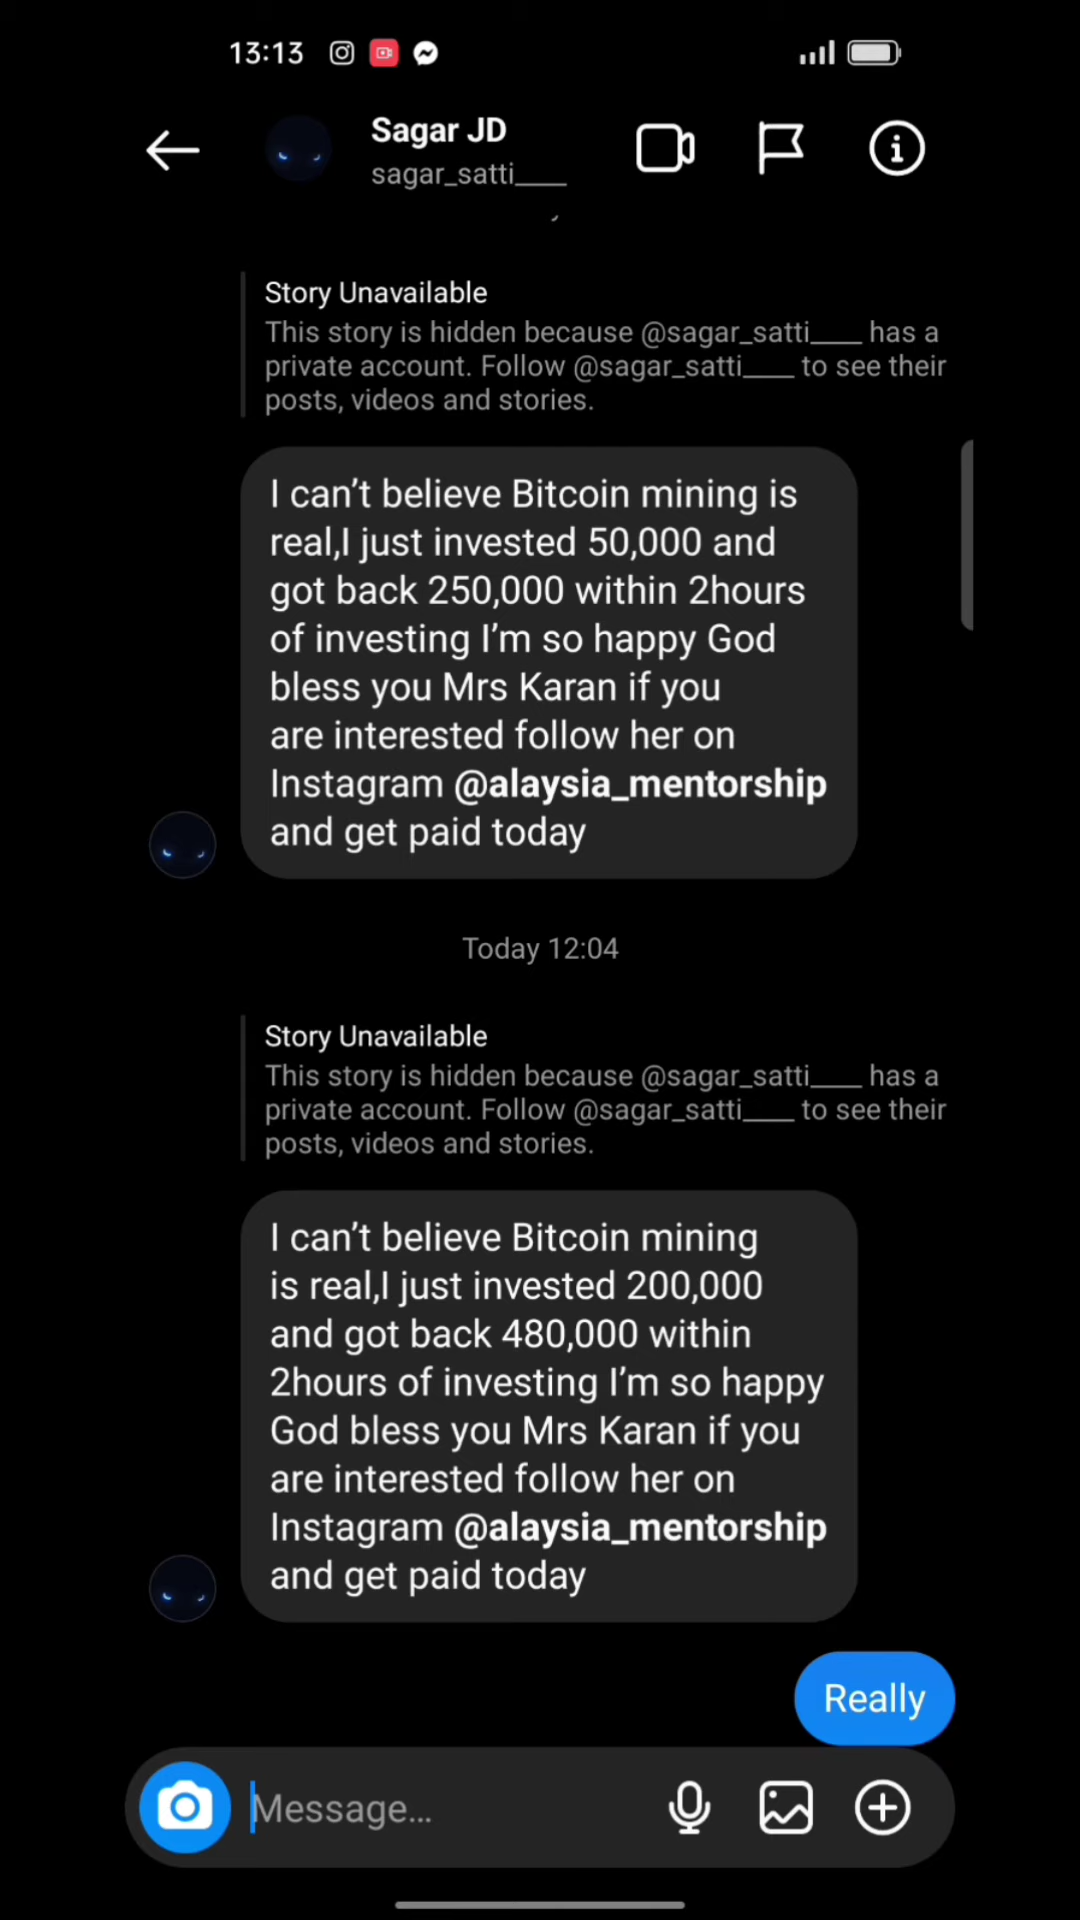 13:13
Sagar JD
sagar_satti____
Story Unavailable
This story is hidden because @sagar_satti____ has a
private account. Follow @sagar_satti____ to see their
posts, videos and stories.
I can't believe Bitcoin mining is
real,I just invested 50,000 and
got back 250,000 within 2hours
of investing I'm so happy God
bless you Mrs Karan if you
are interested follow her on
Instagram @alaysia_mentorship
and get paid today
Today 12:04
Story Unavailable
This story is hidden because @sagar_satti____ has a
private account. Follow @sagar_satti____ to see their
posts, videos and stories.
I can't believe Bitcoin mining
is real,I just invested 200,000
and got back 480,000 within
2hours of investing I'm so happy
God bless you Mrs Karan if you
are interested follow her on
Instagram @alaysia_mentorship
and get paid today
Really
Message...